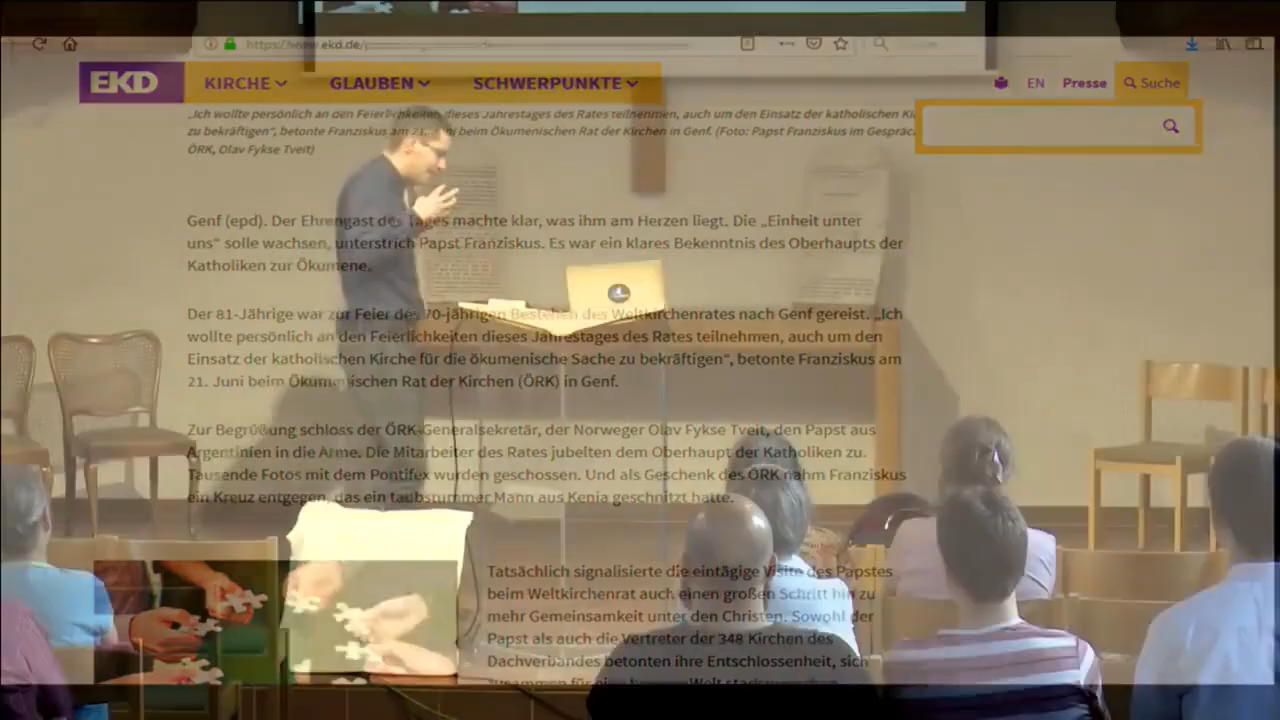 https://www.ekd.de/
EKD
KIRCHE
GLAUBEN
SCHWERPUNKTE
EN
Presse
Suche
„Ich wollte persönlich an den Feierlichkeiten dieses Jahrestages des Rates teilnehmen, auch um den Einsatz der katholischen
zu bekräftigen“, betonte Franziskus am 21. Juni beim Ökumenischen Rat der Kirchen in Genf. (Foto: Papst Franziskus im Gespräc
ÖRK, Olav Fykse Tveit)
Genf (epd). Der Ehrengast des Tages machte klar, was ihm am Herzen liegt. Die „Einheit unter
uns“ solle wachsen, unterstrich Papst Franziskus. Es war ein klares Bekenntnis des Oberhaupts der
Katholiken zur Ökumene.
Der 81-Jährige war zur Feier des 70-jährigen Bestehen des Weltkirchenrates nach Genf gereist. „Ich
wollte persönlich an den Feierlichkeiten dieses Jahrestages des Rates teilnehmen, auch um den
Einsatz der katholischen Kirche für die ökumenische Sache zu bekräftigen“, betonte Franziskus am
21. Juni beim Ökumenischen Rat der Kirchen (ÖRK) in Genf.
Zur Begrüßung schloss der ÖRK-Generalsekretär, der Norweger Olav Fykse Tveit, den Papst aus
Argentinien in die Arme. Die Mitarbeiter des Rates jubelten dem Oberhaupt der Katholiken zu.
Tausende Fotos mit dem Pontifex wurden geschossen. Und als Geschenk des ÖRK nahm Franziskus
ein Kreuz entgegen, das ein taubstummer Mann aus Kenia geschnitzt hatte.
Tatsächlich signalisierte die eintägige Visite des Papstes
beim Weltkirchenrat auch einen großen Schritt hin zu
mehr Gemeinsamkeit unter den Christen. Sowohl der
Papst als auch die Vertreter der 348 Kirchen des
Dachverbandes betonten ihre Entschlossenheit, sich
zusammen für eine Welt